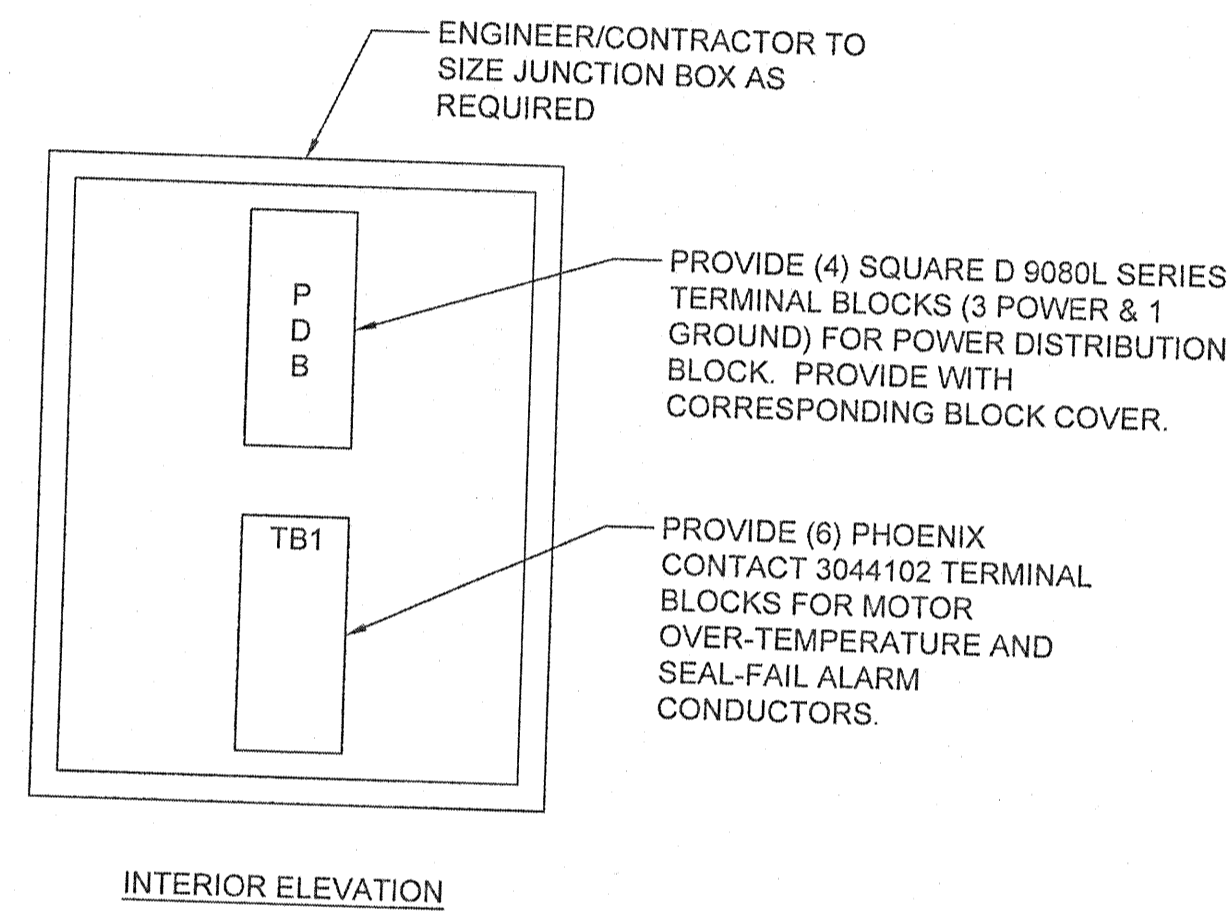 ENGINEER/CONTRACTOR TO
SIZE JUNCTION BOX AS
REQUIRED
P
D
B
PROVIDE (4) SQUARE D 9080L SERIES
TERMINAL BLOCKS (3 POWER & 1
GROUND) FOR POWER DISTRIBUTION
BLOCK. PROVIDE WITH
CORRESPONDING BLOCK COVER.
TB1
PROVIDE (6) PHOENIX
CONTACT 3044102 TERMINAL
BLOCKS FOR MOTOR
OVER-TEMPERATURE AND
SEAL-FAIL ALARM
CONDUCTORS.
INTERIOR ELEVATION